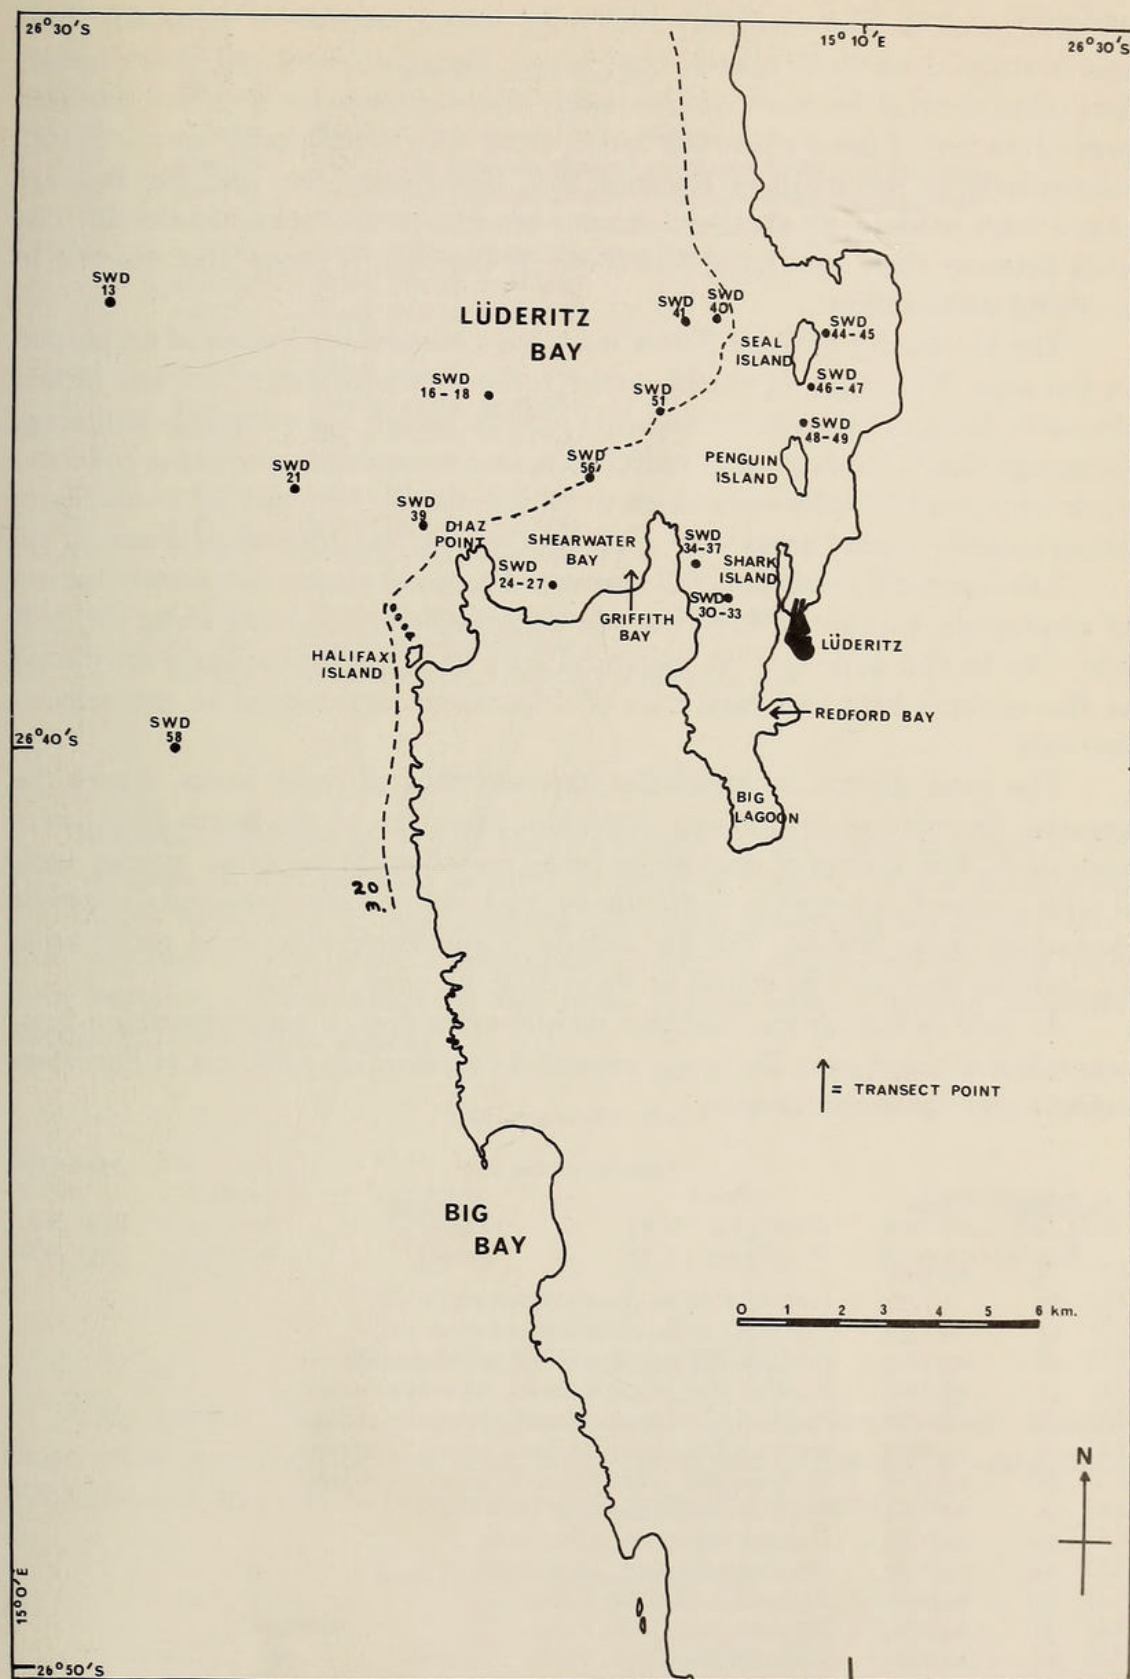 26°30's
15°10'E
26°30's
SWD
13
LÜDERITZ
BAY
SWD
41
SWD
40
SEAL
ISLAND
SWD
44-45
SWD
16-18
SWD
46-47
SWD
51
SWD
48-49
SWD
56
PENGUIN
ISLAND
SWD
21
SWD
39
DIAZ
POINT
SHEARWATER
BAY
SWD
34-37
SHARK
ISLAND
SWD
24-27
SWD
30-33
GRIFFITH
BAY
LÜDERITZ
HALIFAX
ISLAND
REDFORD BAY
SWD
58
26°40's
BIG
LAGOON
20
m.
= TRANSECT POINT
BIG
BAY
0 1 2 3 4 5 6 km.
N
15°0'E
26°50's